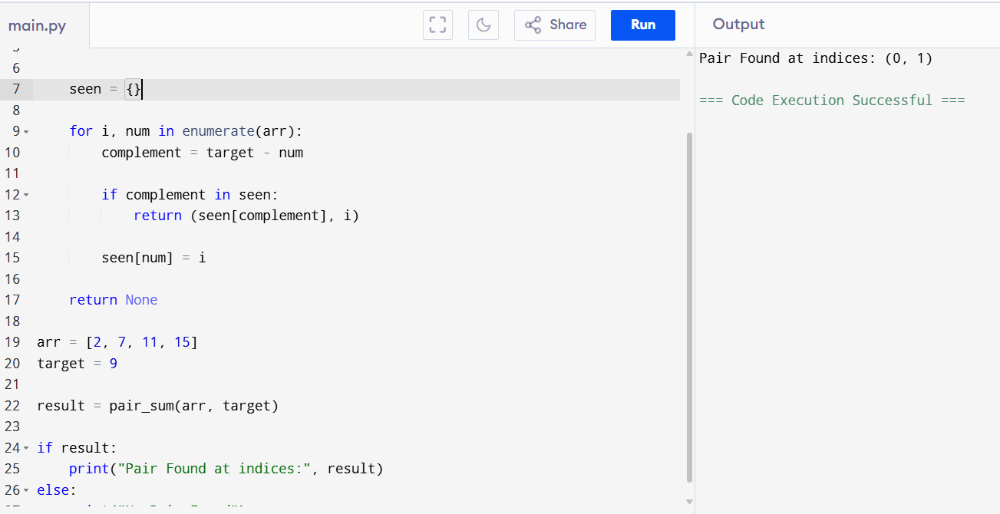 main.py
Share
Run
Output
6
7 seen = {}
8
9 for i, num in enumerate(arr):
10 complement = target - num
11
12 if complement in seen:
13 return (seen[complement], i)
14
15 seen[num] = i
16
17 return None
18
19 arr = [2, 7, 11, 15]
20 target = 9
21
22 result = pair_sum(arr, target)
23
24 if result:
25 print("Pair Found at indices:", result)
26 else:
Pair Found at indices: (0, 1)
=== Code Execution Successful ===